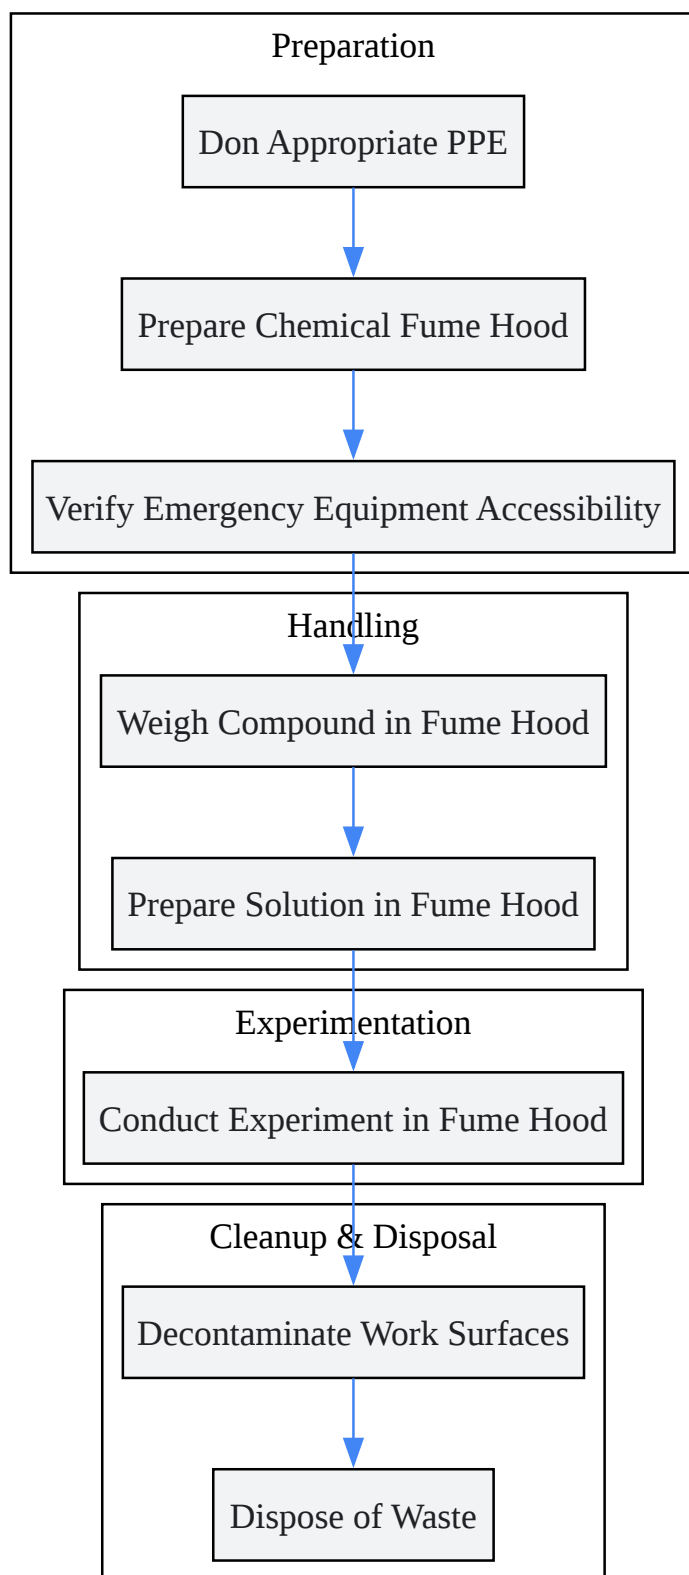 Preparation
Don Appropriate PPE
Prepare Chemical Fume Hood
Verify Emergency Equipment Accessibility
Handling
Weigh Compound in Fume Hood
Prepare Solution in Fume Hood
Experimentation
Conduct Experiment in Fume Hood
Cleanup & Disposal
Decontaminate Work Surfaces
Dispose of Waste